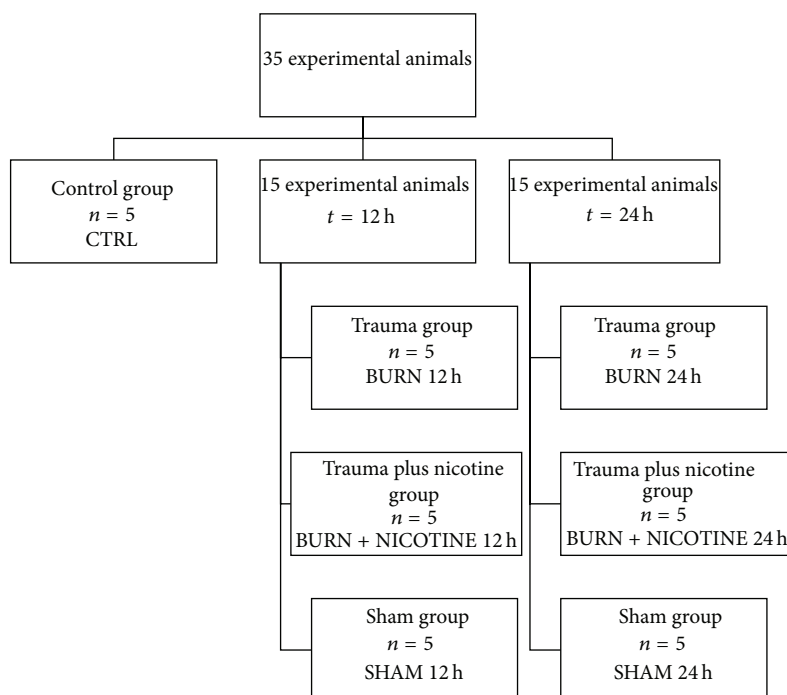 35 experimental animals
Control group
n = 5
CTRL
15 experimental animals
t = 12 h
15 experimental animals
t = 24 h
Trauma group
n = 5
BURN 12 h
Trauma group
n = 5
BURN 24 h
Trauma plus nicotine
group
n = 5
BURN + NICOTINE 12 h
Trauma plus nicotine
group
n = 5
BURN + NICOTINE 24 h
Sham group
n = 5
SHAM 12 h
Sham group
n = 5
SHAM 24 h